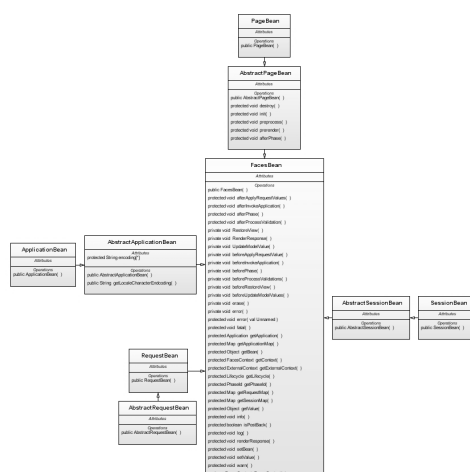 PageBean
Attributes
Operations
public PageBean( )
AbstractPageBean
Attributes
Operations
public AbstractPageBean( )
protected void destroy( )
protected void init( )
protected void preprocess( )
protected void prerender( )
protected void afterPhase( )
FacesBean
Attributes
Operations
public FacesBean( )
protected void afterApplyRequestValues( )
protected void afterInvokeApplication( )
protected void afterPhase( )
protected void afterProcessValidation( )
private void RestoreView( )
private void RenderResponse( )
private void UpdateModelValue( )
private void beforeApplyRequestValue( )
private void beforeInvokeApplication( )
private void beforePhase( )
private void beforeProcessValidations( )
private void beforeRestoreView( )
private void beforeUpdateModelValues( )
private void erase( )
private void error( )
protected void error( val Unnamed )
protected void fatal( )
protected Application getApplication( )
protected Map getApplicationMap( )
protected Object getBean( )
protected FacesContext getContext( )
protected ExternalContext getExternalContext( )
protected Lifecycle getLifecycle( )
protected PhaseId getPhaseId( )
protected Map getRequestMap( )
protected Map getSessionMap( )
protected Object getValue( )
protected void info( )
protected boolean isPostBack( )
protected void log( )
protected void renderResponse( )
protected void setBean( )
protected void setValue( )
protected void warn( )
ApplicationBean
Attributes
Operations
public ApplicationBean( )
AbstractApplicationBean
Attributes
protected String encoding[*]
Operations
public AbstractApplicationBean( )
public String getLocaleCharacterEndcoting( )
RequestBean
Attributes
Operations
public RequestBean( )
AbstractRequestBean
Attributes
Operations
public AbstractRequestBean( )
AbstractSessionBean
Attributes
Operations
public AbstractSessionBean( )
SessionBean
Attributes
Operations
public SessionBean( )